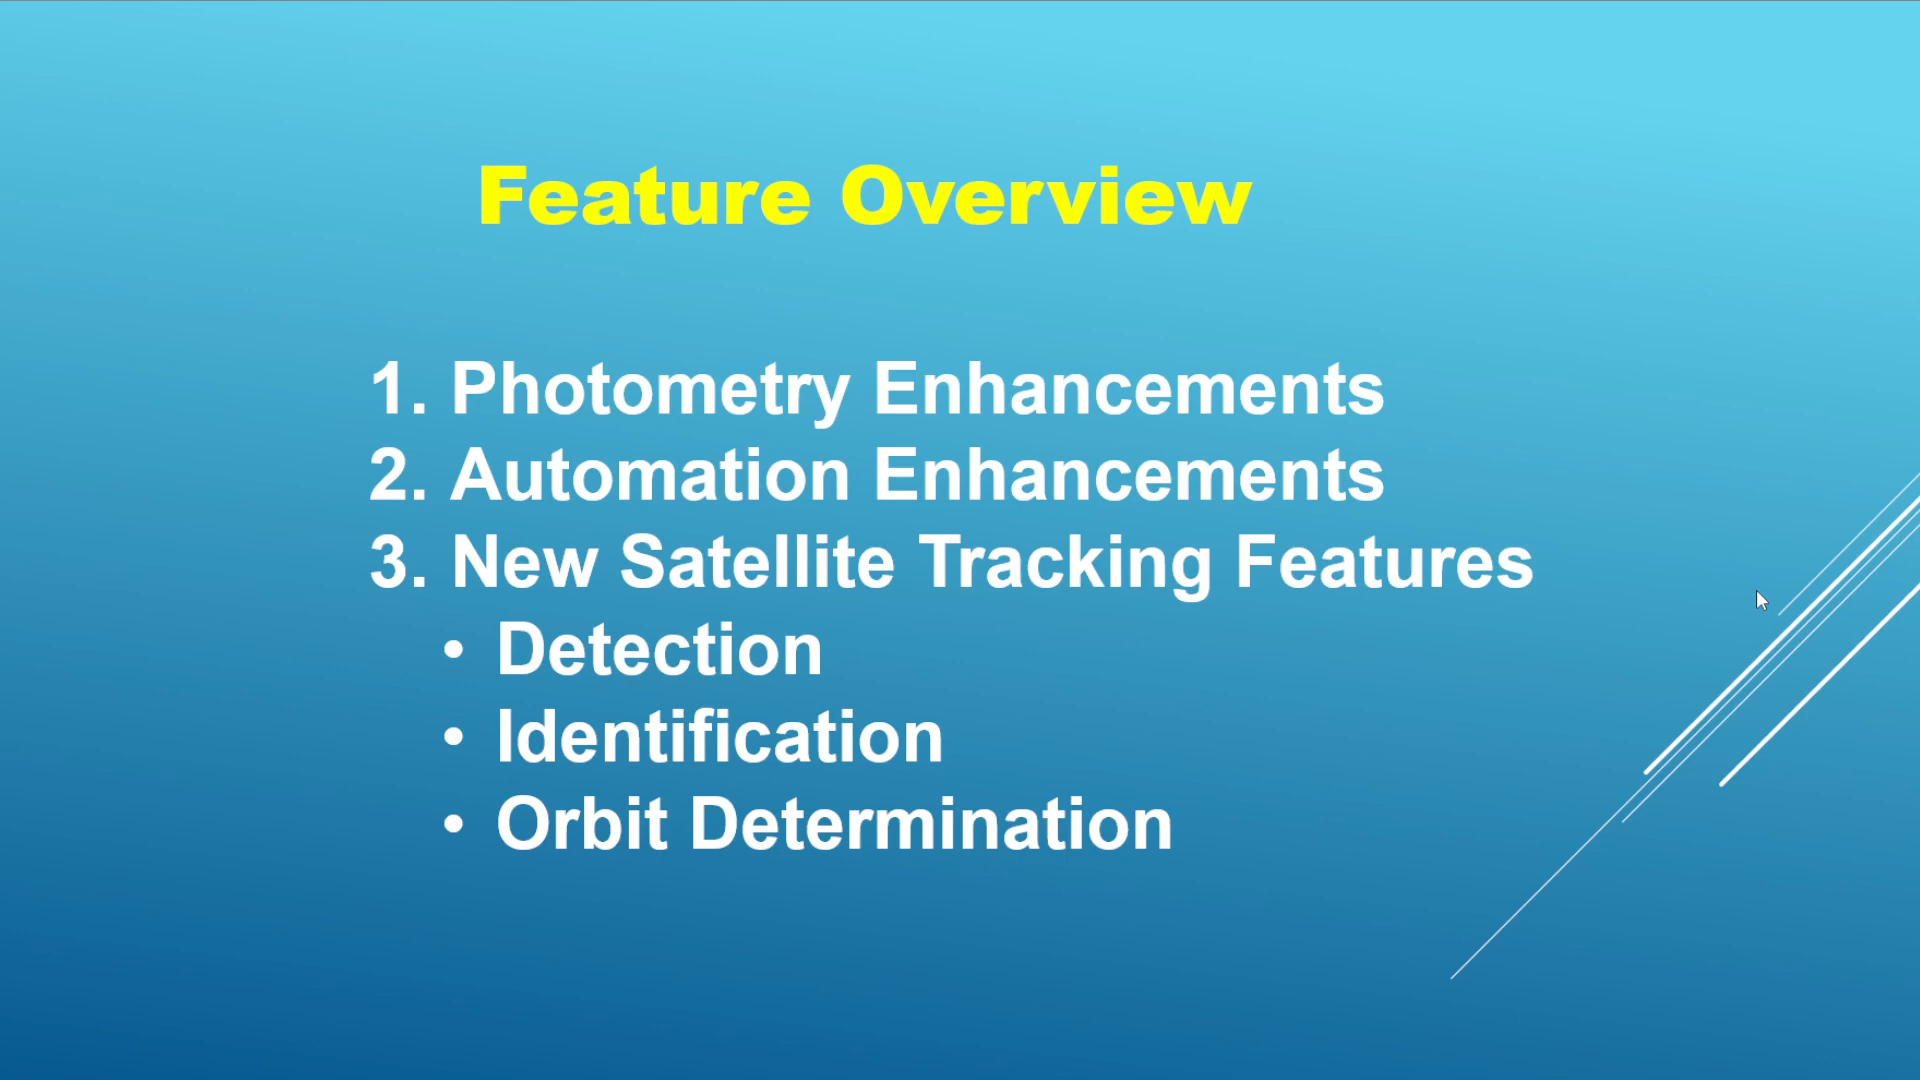 Feature Overview
1. Photometry Enhancements
2. Automation Enhancements
3. New Satellite Tracking Features
• Detection
• Identification
• Orbit Determination